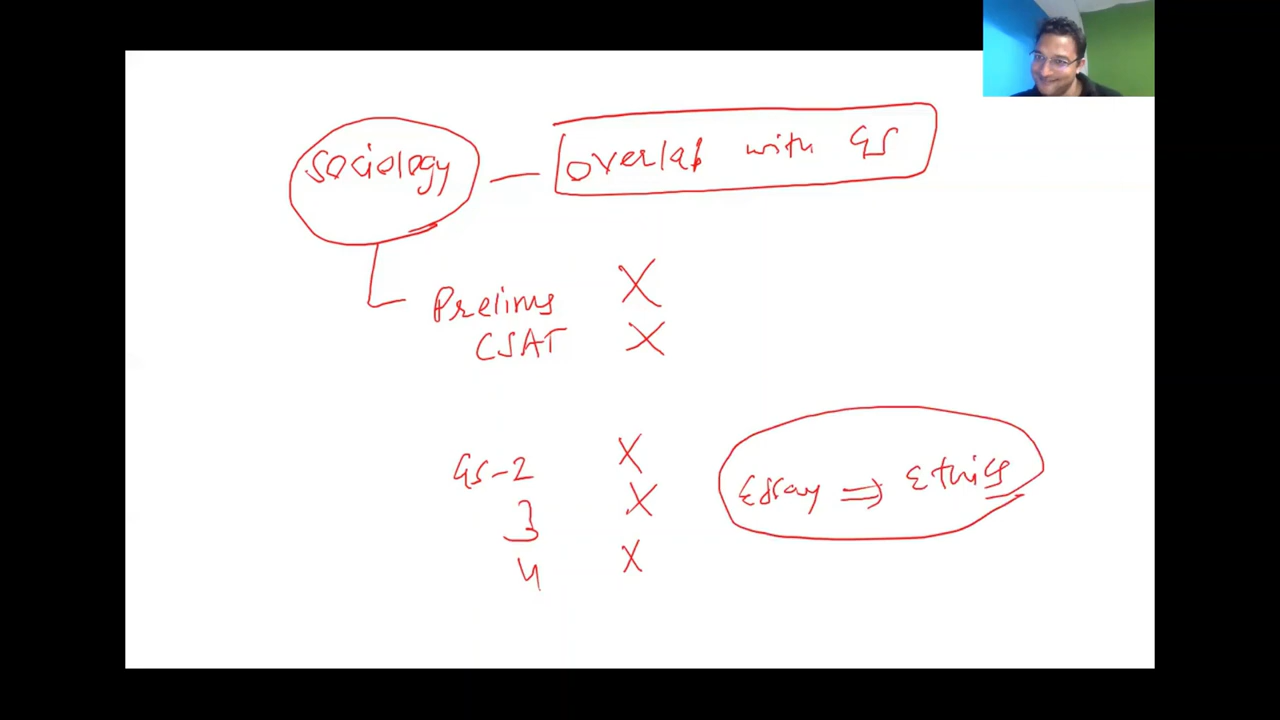 Sociology — overlap with GS
Prelims X
CSAT X
GS-2 X
3 X
4 X
Essay ⇒ Ethics